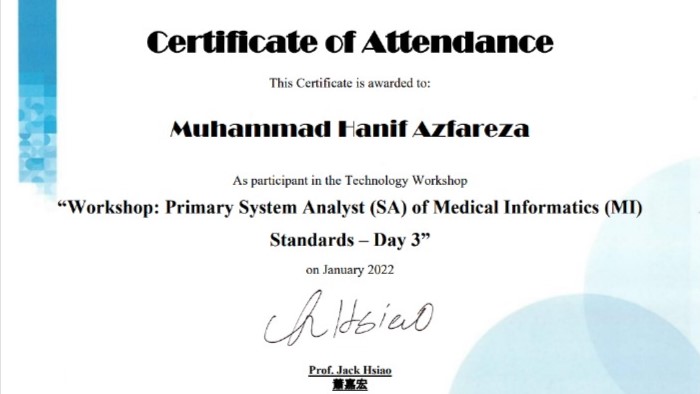 Certificate of Attendance
This Certificate is awarded to:
Muhammad Hanif Azfareza
As participant in the Technology Workshop
“Workshop: Primary System Analyst (SA) of Medical Informatics (MI)
Standards – Day 3”
on January 2022
Hsiao
Prof. Jack Hsiao
蕭嘉宏